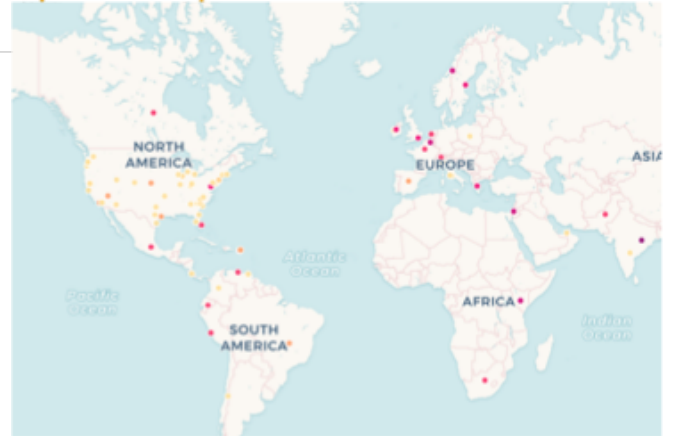 NORTH
AMERICA
EUROPE
ASIA
Atlantic
Ocean
Pacific
Ocean
AFRICA
Indian
Ocean
SOUTH
AMERICA